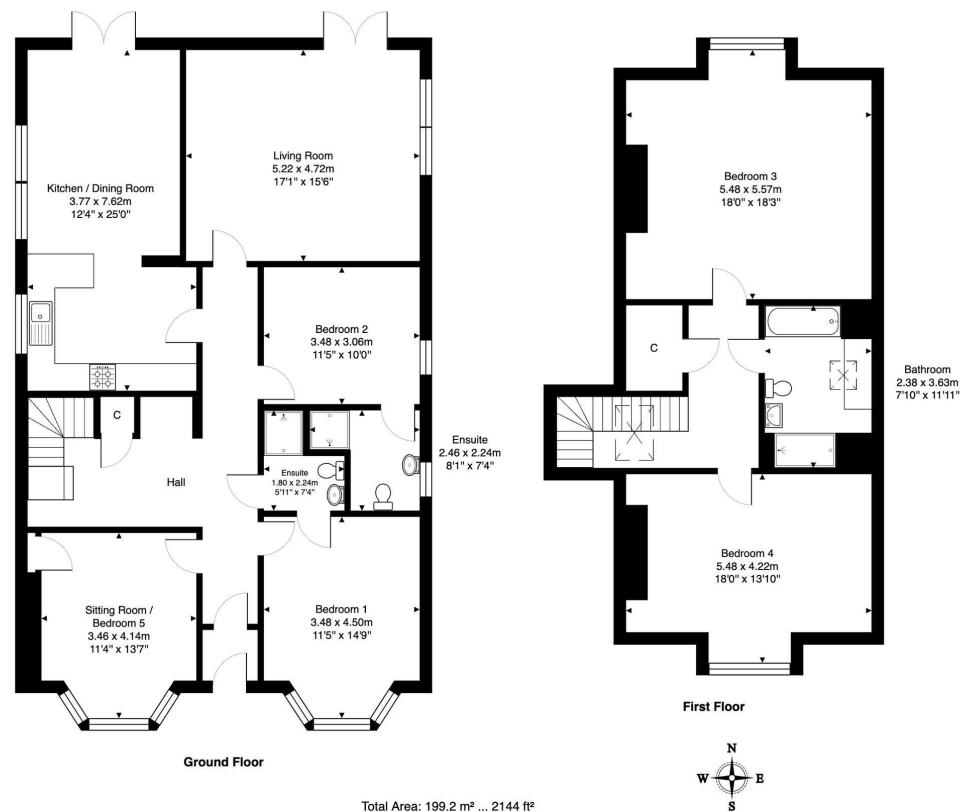 Kitchen / Dining Room
3.77 x 7.62m
12'4" x 25'0"
Living Room
5.22 x 4.72m
17'1" x 15'6"
Bedroom 2
3.48 x 3.06m
11'5" x 10'0"
C
Hall
Ensuite
1.80 x 2.24m
5'11" x 7'4"
Ensuite
2.46 x 2.24m
8'1" x 7'4"
Sitting Room /
Bedroom 5
3.46 x 4.14m
11'4" x 13'7"
Bedroom 1
3.48 x 4.50m
11'5" x 14'9"
Ground Floor
Bedroom 3
5.48 x 5.57m
18'0" x 18'3"
C
Bathroom
2.38 x 3.63m
7'10" x 11'11"
Bedroom 4
5.48 x 4.22m
18'0" x 13'10"
First Floor
N
W E
S
Total Area: 199.2 m² ... 2144 ft²